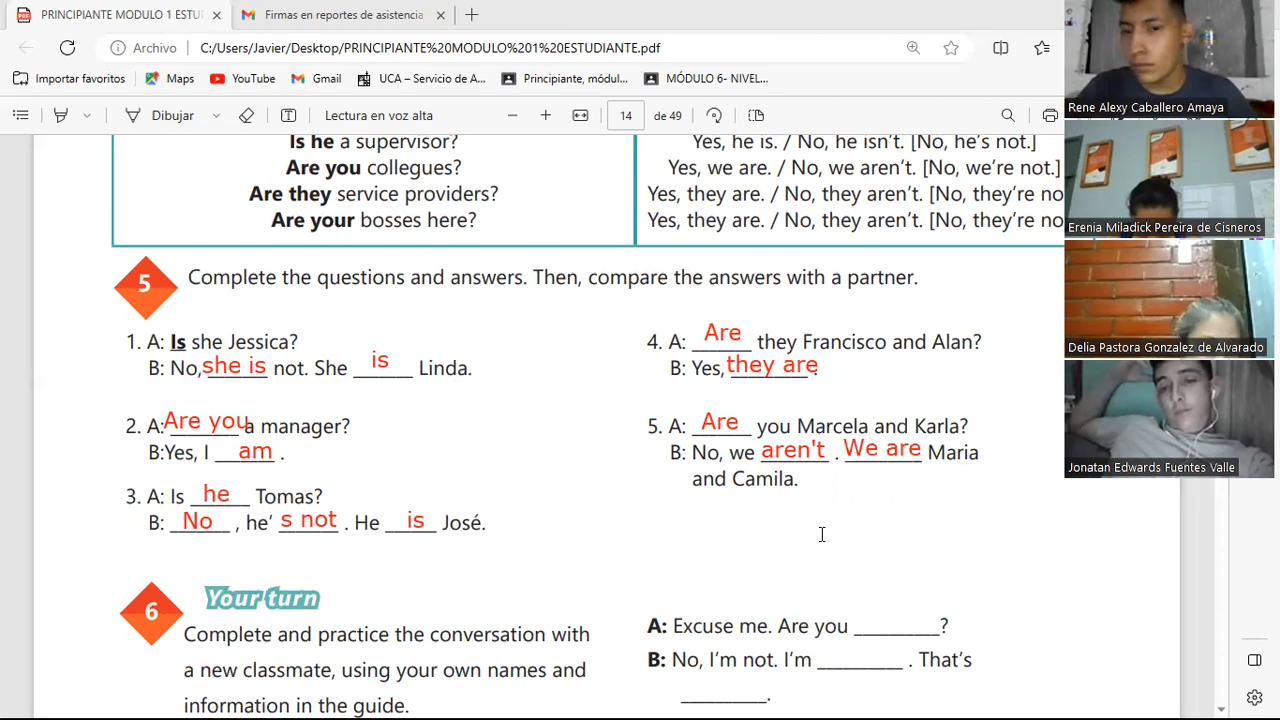 PRINCIPIANTE MODULO 1 ESTU
Firmas en reportes de asistencia
Archivo C:/Users/Javier/Desktop/PRINCIPIANTE%20MODULO%201%20ESTUDIANTE.pdf
Importar favoritos Maps YouTube Gmail UCA – Servicio de A... Principiante, módul... MÓDULO 6- NIVEL...
Dibujar Lectura en voz alta 14 de 49
Is he a supervisor? Yes, he is. / No, he isn't. [No, he's not.]
Are you collegues? Yes, we are. / No, we aren't. [No, we're not.]
Are they service providers? Yes, they are. / No, they aren't. [No, they're no
Are your bosses here? Yes, they are. / No, they aren't. [No, they're no
5 Complete the questions and answers. Then, compare the answers with a partner.
1. A: Is she Jessica?
B: No, she is not. She is Linda.
2. A: Are you a manager?
B:Yes, I am .
3. A: Is he Tomas?
B: No , he' s not . He is José.
4. A: Are they Francisco and Alan?
B: Yes, they are .
5. A: Are you Marcela and Karla?
B: No, we aren't . We are Maria
and Camila.
6 Your turn
Complete and practice the conversation with
a new classmate, using your own names and
information in the guide.
A: Excuse me. Are you _________?
B: No, I'm not. I'm _________ . That's
_________.
Rene Alexy Caballero Amaya
Erenia Miladick Pereira de Cisneros
Delia Pastora Gonzalez de Alvarado
Jonatan Edwards Fuentes Valle